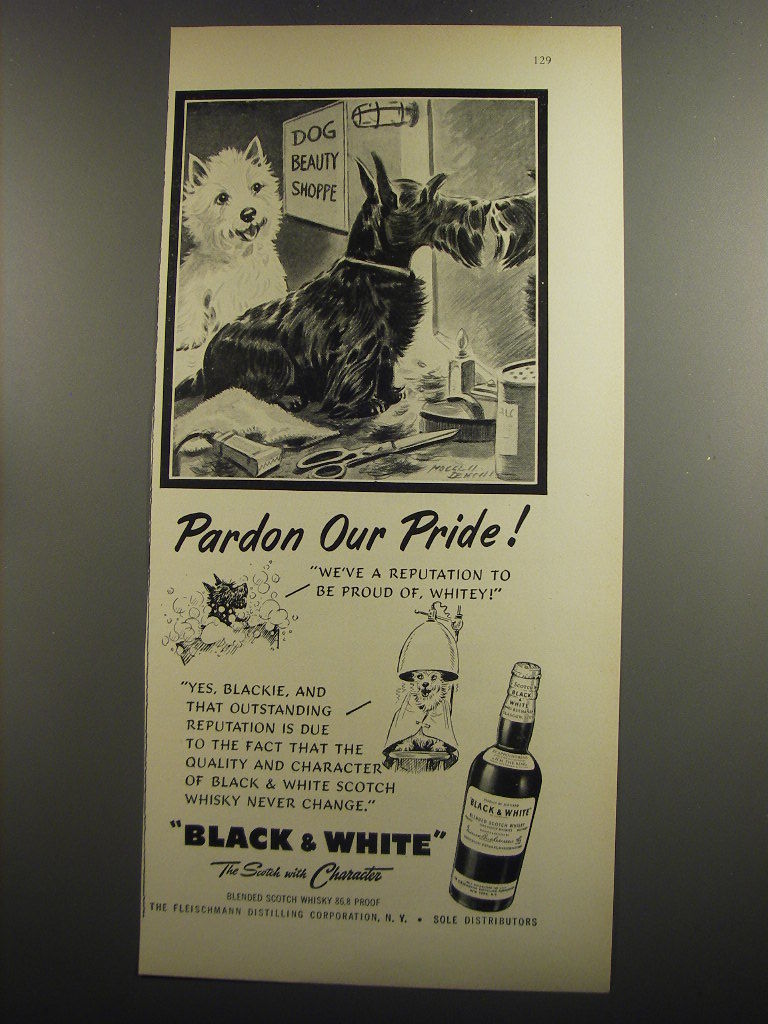 129
DOG
BEAUTY
SHOPPE
Pardon Our Pride!
"WE'VE A REPUTATION TO
BE PROUD OF, WHITEY!"
"YES, BLACKIE, AND
THAT OUTSTANDING
REPUTATION IS DUE
TO THE FACT THAT THE
QUALITY AND CHARACTER
OF BLACK & WHITE SCOTCH
WHISKY NEVER CHANGE."
SCOTCH
BLACK
&
WHITE
BLACK & WHITE
BLENDED SCOTCH WHISKY
"BLACK & WHITE"
The Scotch with Character
BLENDED SCOTCH WHISKY 86.8 PROOF
THE FLEISCHMANN DISTILLING CORPORATION, N. Y. • SOLE DISTRIBUTORS